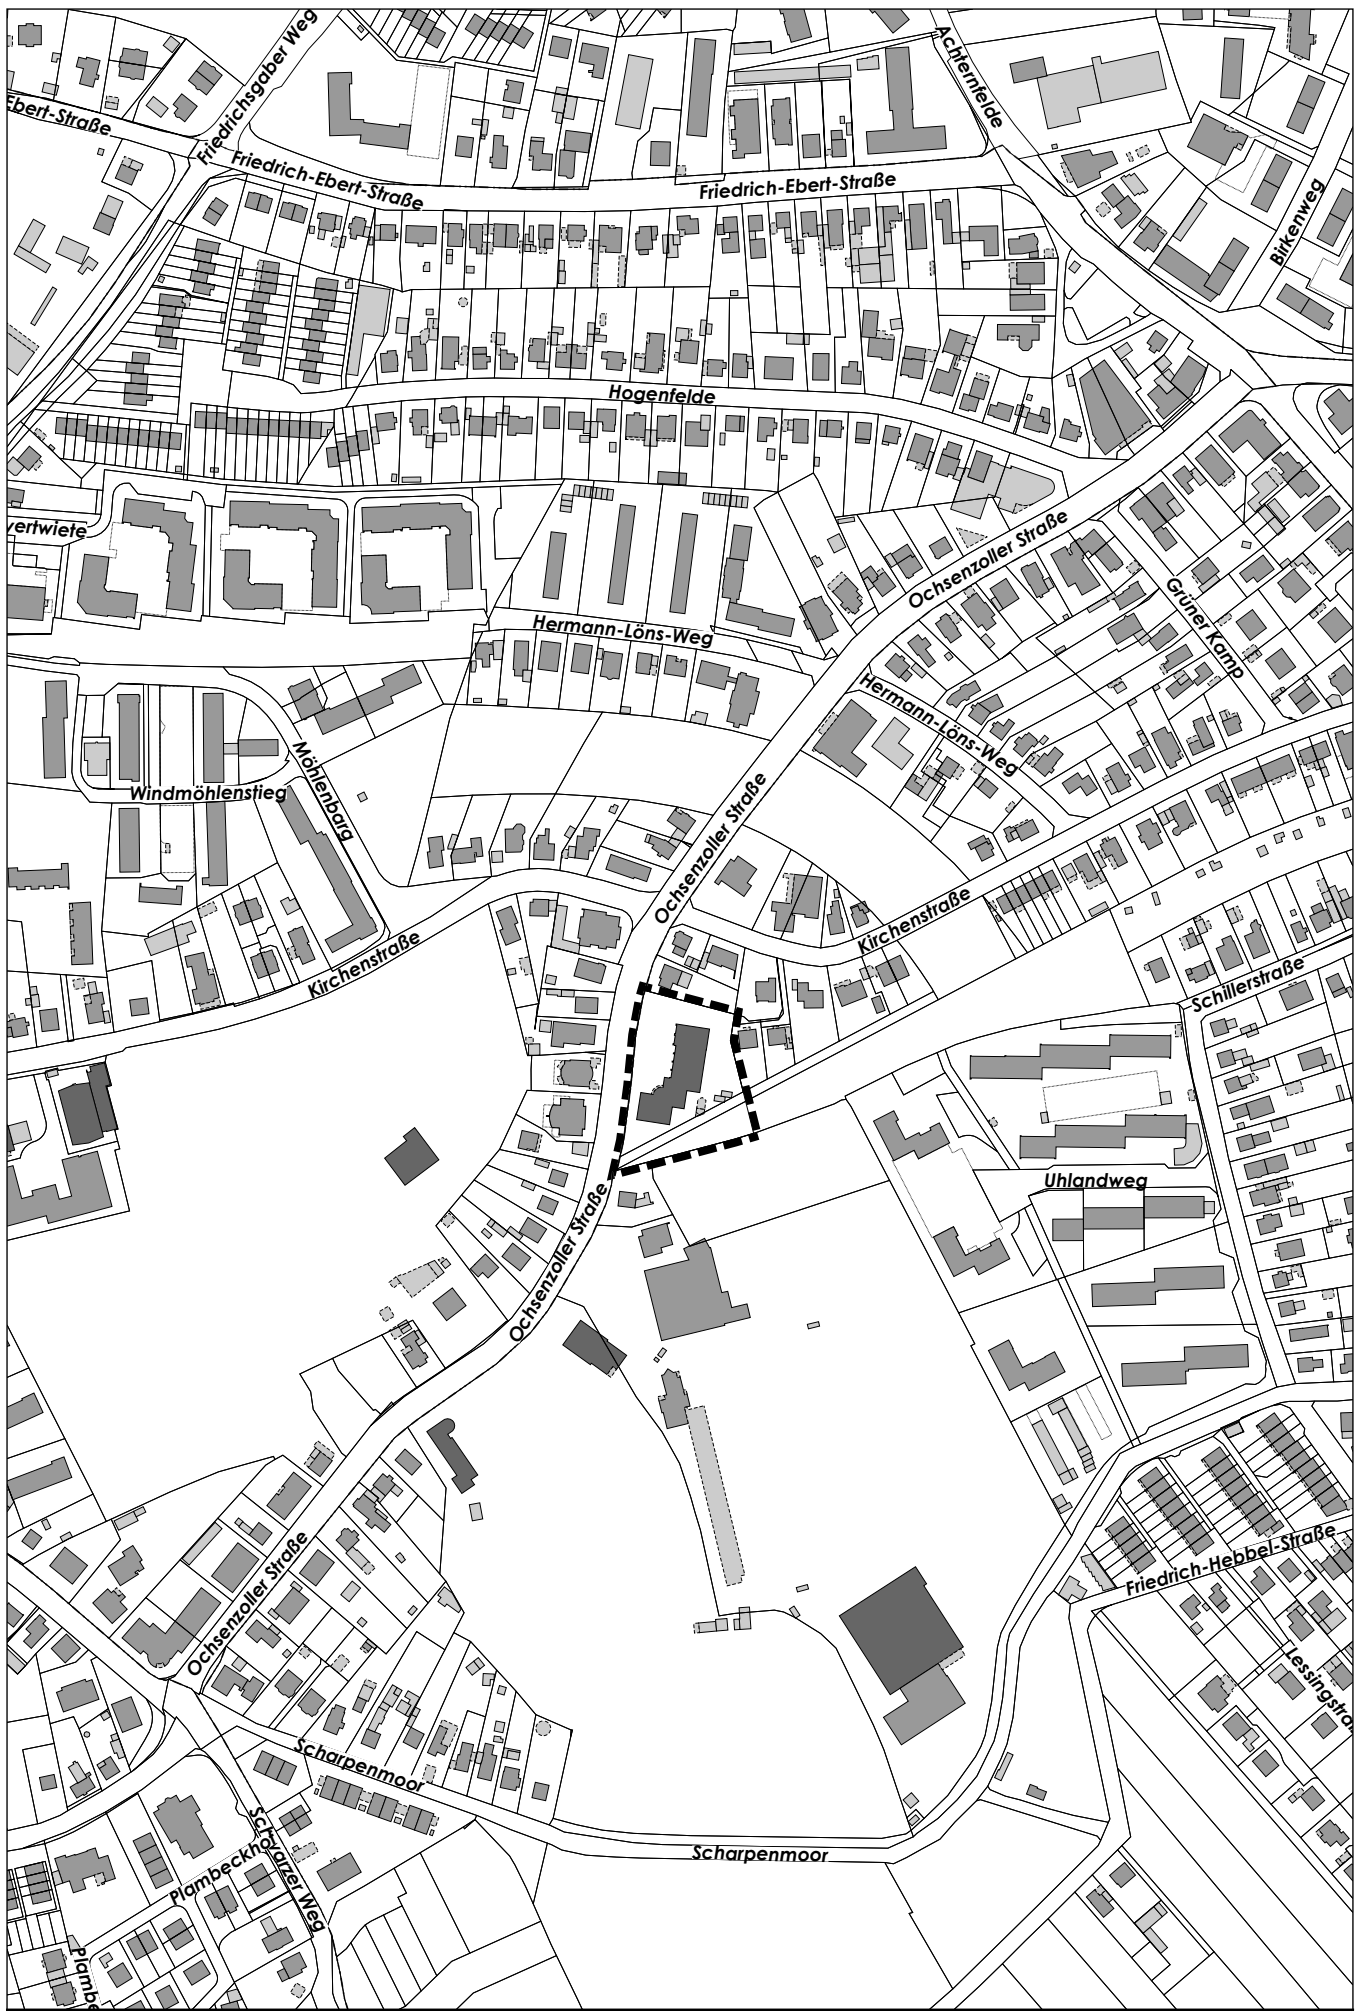 Friedrichsgaber Weg
Achternfelde
Ebert-Straße
Friedrich-Ebert-Straße
Friedrich-Ebert-Straße
Birkenweg
Hogenfelde
vertwiete
Ochsenzoller Straße
Grüner Kamp
Hermann-Löns-Weg
Hermann-Löns-Weg
Möhlenbarg
Windmöhlenstieg
Ochsenzoller Straße
Kirchenstraße
Kirchenstraße
Schillerstraße
Uhlandweg
Ochsenzoller Straße
Friedrich-Hebbel-Straße
Ochsenzoller Straße
Lessingstraß
Scharpenmoor
Scharpenmoor
Schwarzer Weg
Plambeckhof
Plambe